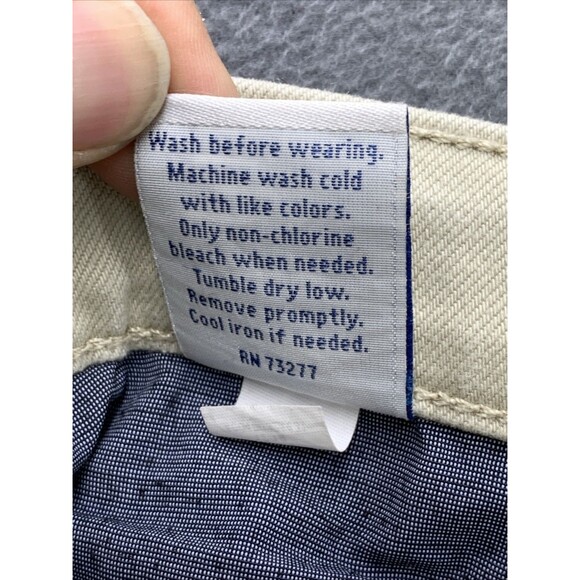 Wash before wearing.
Machine wash cold
with like colors.
Only non-chlorine
bleach when needed.
Tumble dry low.
Remove promptly.
Cool iron if needed.
RN 73277